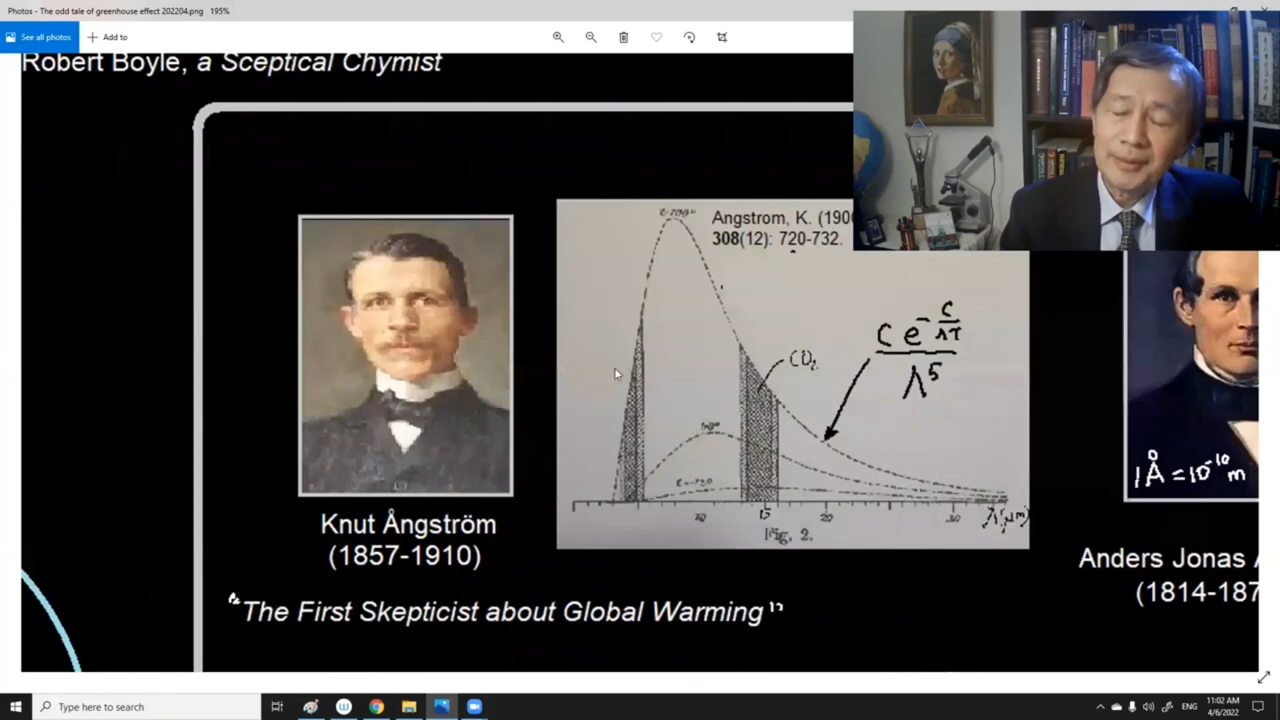 Photos - The odd tale of greenhouse effect 202204.png 195%
See all photos
Add to
Robert Boyle, a Sceptical Chymist
Angstrom, K. (190
308(12): 720-732.
C e^-C/λT
λ^5
CO2
10
15
20
30
λ(μm)
Fig. 2.
1Å=10^-10 m
Knut Ångström
(1857-1910)
Anders Jonas
(1814-187
"The First Skepticist about Global Warming"
Type here to search
ENG
11:02 AM
4/6/2022